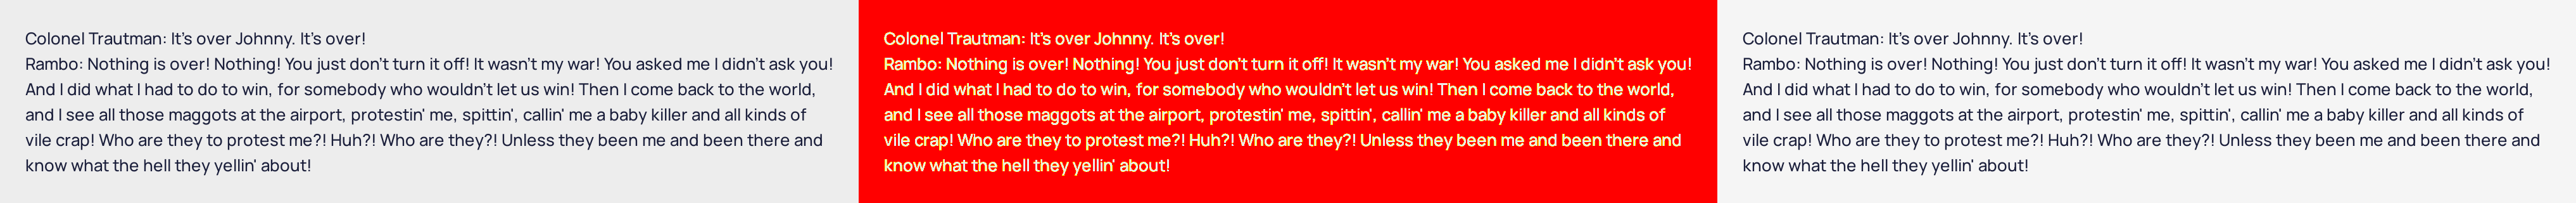 Colonel Trautman: It's over Johnny. It's over!
Rambo: Nothing is over! Nothing! You just don't turn it off! It wasn't my war! You asked me I didn't ask you!
And I did what I had to do to win, for somebody who wouldn't let us win! Then I come back to the world,
and I see all those maggots at the airport, protestin' me, spittin', callin' me a baby killer and all kinds of
vile crap! Who are they to protest me?! Huh?! Who are they?! Unless they been me and been there and
know what the hell they yellin' about!
Colonel Trautman: It's over Johnny. It's over!
Rambo: Nothing is over! Nothing! You just don't turn it off! It wasn't my war! You asked me I didn't ask you!
And I did what I had to do to win, for somebody who wouldn't let us win! Then I come back to the world,
and I see all those maggots at the airport, protestin' me, spittin', callin' me a baby killer and all kinds of
vile crap! Who are they to protest me?! Huh?! Who are they?! Unless they been me and been there and
know what the hell they yellin' about!
Colonel Trautman: It's over Johnny. It's over!
Rambo: Nothing is over! Nothing! You just don't turn it off! It wasn't my war! You asked me I didn't ask you!
And I did what I had to do to win, for somebody who wouldn't let us win! Then I come back to the world,
and I see all those maggots at the airport, protestin' me, spittin', callin' me a baby killer and all kinds of
vile crap! Who are they to protest me?! Huh?! Who are they?! Unless they been me and been there and
know what the hell they yellin' about!